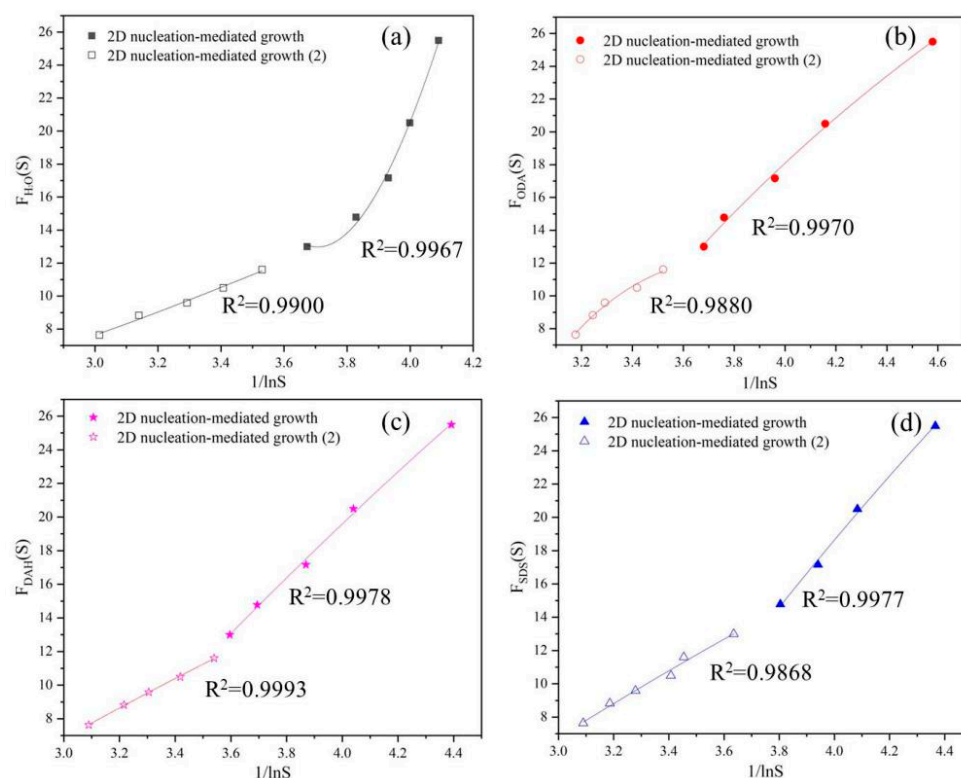 (a)
2D nucleation-mediated growth
2D nucleation-mediated growth (2)
F_{H₂O}(S)
26
24
22
20
18
16
14
12
10
8
R²=0.9967
R²=0.9900
3.0 3.2 3.4 3.6 3.8 4.0 4.2
1/lnS
(b)
2D nucleation-mediated growth
2D nucleation-mediated growth (2)
F_{ODA}(S)
26
24
22
20
18
16
14
12
10
8
R²=0.9970
R²=0.9880
3.2 3.4 3.6 3.8 4.0 4.2 4.4 4.6
1/lnS
(c)
2D nucleation-mediated growth
2D nucleation-mediated growth (2)
F_{DAH}(S)
26
24
22
20
18
16
14
12
10
8
R²=0.9978
R²=0.9993
3.0 3.2 3.4 3.6 3.8 4.0 4.2 4.4
1/lnS
(d)
2D nucleation-mediated growth
2D nucleation-mediated growth (2)
F_{SDS}(S)
26
24
22
20
18
16
14
12
10
8
R²=0.9977
R²=0.9868
3.0 3.2 3.4 3.6 3.8 4.0 4.2 4.4
1/lnS